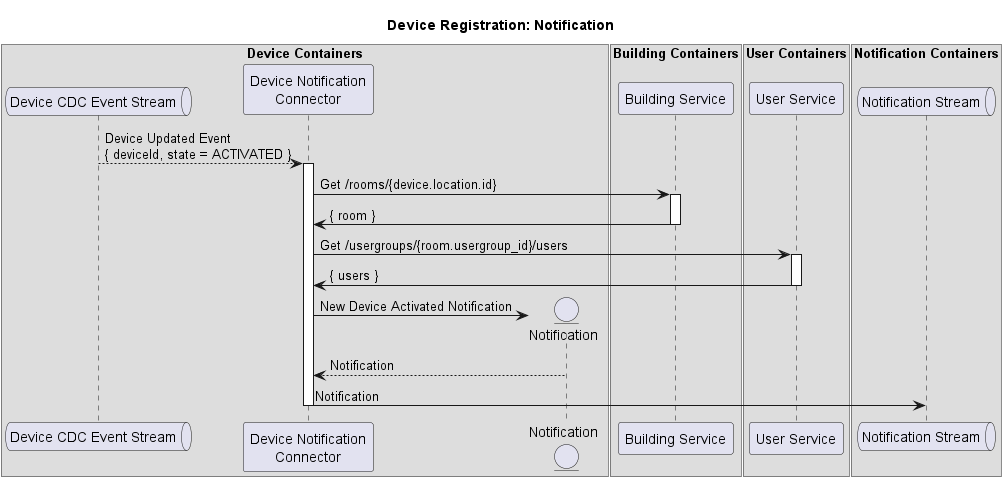 Device Registration: Notification
Device Containers
Building Containers
User Containers
Notification Containers
Device CDC Event Stream
Device Notification
Connector
Building Service
User Service
Notification Stream
Device Updated Event
{ deviceId, state = ACTIVATED }
Get /rooms/{device.location.id}
{ room }
Get /usergroups/{room.usergroup_id}/users
{ users }
New Device Activated Notification
Notification
Notification
Notification
Device CDC Event Stream
Device Notification
Connector
Notification
Building Service
User Service
Notification Stream